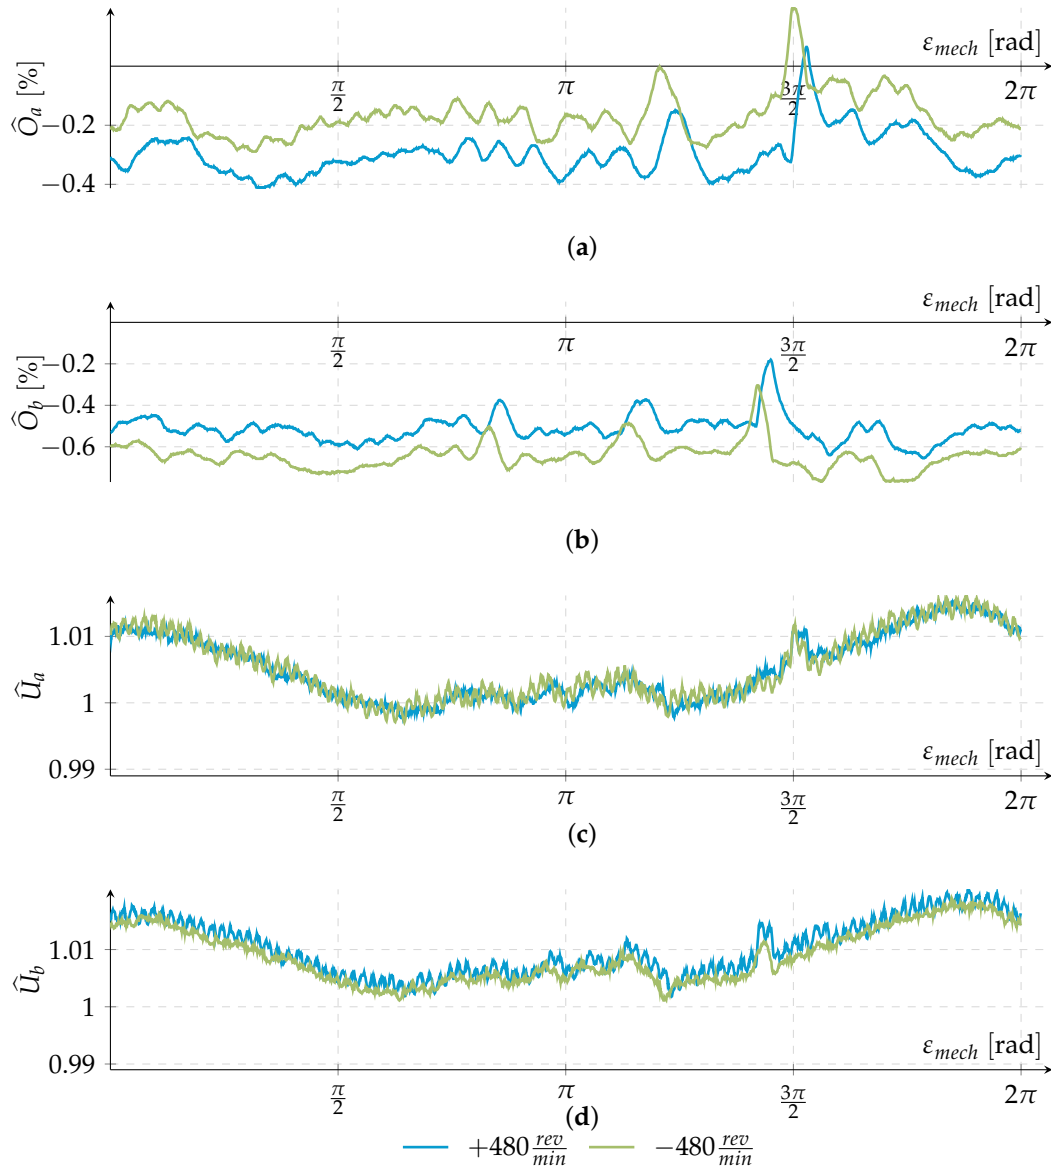 ε_mech [rad]
π/2
π
3π/2
2π
−0.2
−0.4
Ô_a [%]
(a)
ε_mech [rad]
π/2
π
3π/2
2π
−0.2
−0.4
−0.6
Ô_b [%]
(b)
1.01
1
0.99
Û_a
ε_mech [rad]
π/2
π
3π/2
2π
(c)
1.01
1
0.99
Û_b
ε_mech [rad]
π/2
π
3π/2
2π
(d)
+480 rev/min −480 rev/min